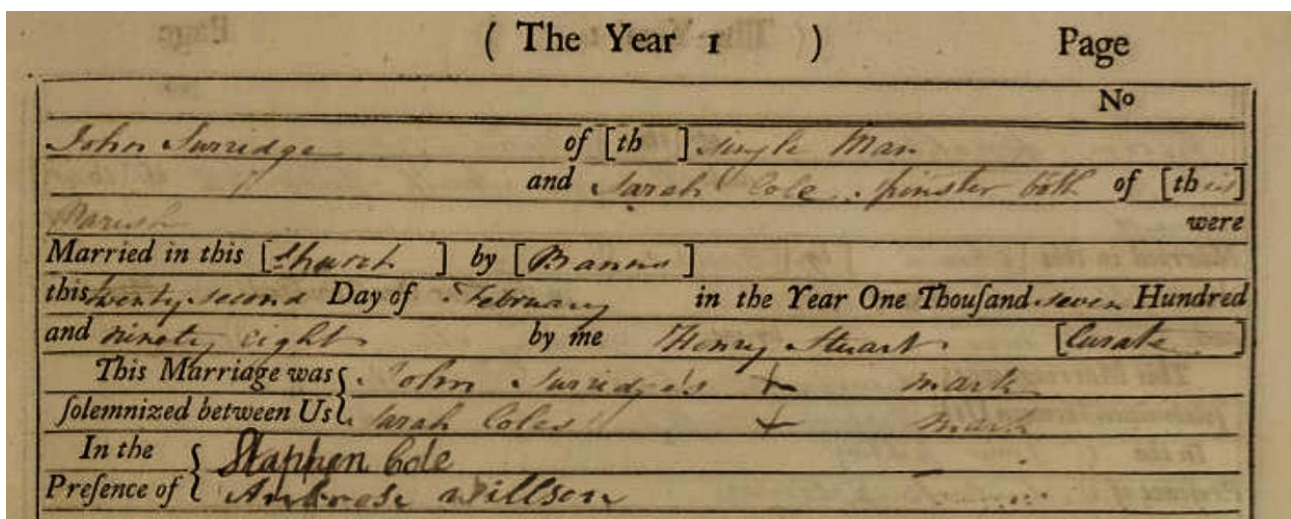 ( The Year 1 ) Page
No
John Surridge of [th ] single Man
and Sarah Cole spinster both of [this]
Parish were
Married in this [Church ] by [Banns ]
this twenty second Day of February in the Year One Thouſand seven Hundred
and ninety eight by me Henry Stuart [Curate ]
This Marriage was { John Surridge's + mark
ſolemnized between Us { Sarah Coles + mark
In the { Stapphen Cole
Preſence of { Ambrose Willson